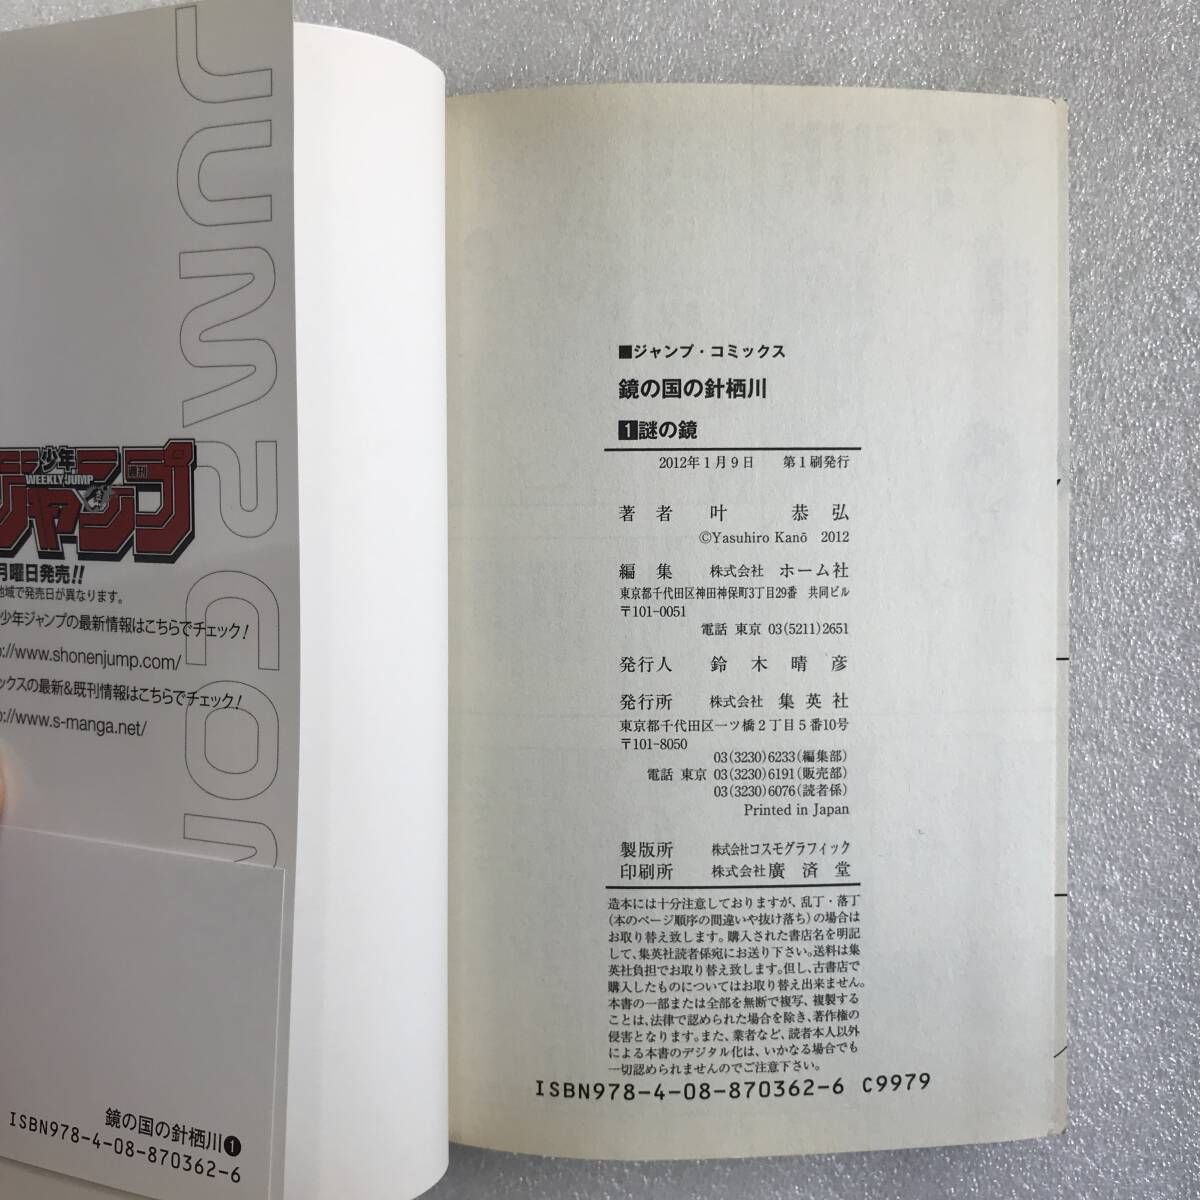 JUMP COM
少年
WEEKLY JUMP
週刊
ジャンプ
月曜日発売!!
地域で発売日が異なります。
少年ジャンプの最新情報はこちらでチェック!
://www.shonenjump.com/
ックスの最新&既刊情報はこちらでチェック!
://www.s-manga.net/
鏡の国の針栖川❶
ISBN978-4-08-870362-6
■ジャンプ・コミックス
鏡の国の針栖川
1謎の鏡
2012年1月9日 第1刷発行
著者 叶 恭弘
©Yasuhiro Kanō 2012
編集 株式会社 ホーム社
東京都千代田区神田神保町3丁目29番 共同ビル
〒101-0051
電話 東京 03(5211)2651
発行人 鈴木晴彦
発行所 株式会社 集英社
東京都千代田区一ツ橋2丁目5番10号
〒101-8050
03(3230)6233(編集部)
電話 東京 03(3230)6191(販売部)
03(3230)6076(読者係)
Printed in Japan
製版所 株式会社コスモグラフィック
印刷所 株式会社廣済堂
造本には十分注意しておりますが、乱丁・落丁
(本のページ順序の間違いや抜け落ち)の場合は
お取り替え致します。購入された書店名を明記
して、集英社読者係宛にお送り下さい。送料は集
英社負担でお取り替え致します。但し、古書店で
購入したものについてはお取り替え出来ません。
本書の一部または全部を無断で複写、複製する
ことは、法律で認められた場合を除き、著作権の
侵害となります。また、業者など、読者本人以外
による本書のデジタル化は、いかなる場合でも
一切認められませんのでご注意下さい。
ISBN978-4-08-870362-6 C9979